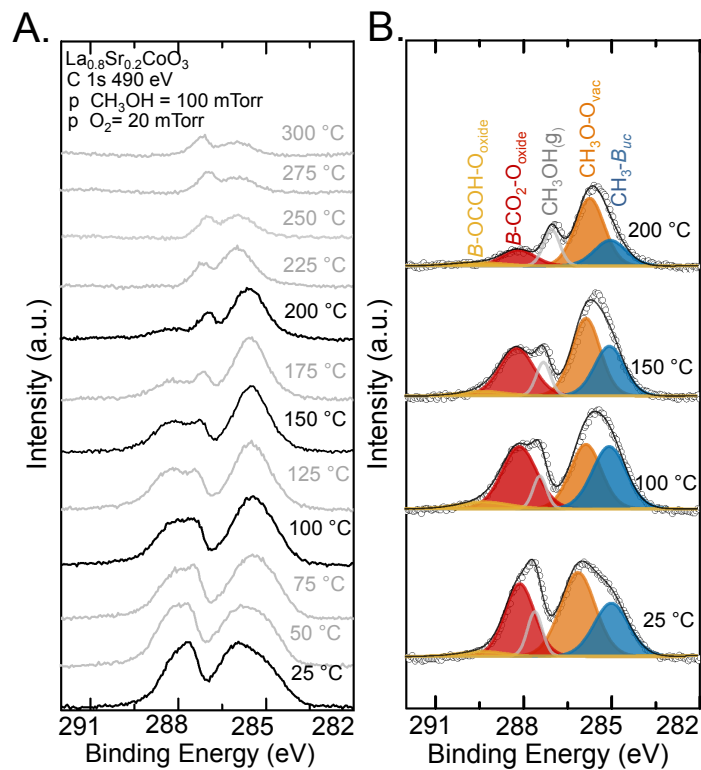 A.
La0.8Sr0.2CoO3
C 1s 490 eV
p CH3OH = 100 mTorr
p O2= 20 mTorr
300 °C
275 °C
250 °C
225 °C
200 °C
175 °C
150 °C
125 °C
100 °C
75 °C
50 °C
25 °C
Intensity (a.u.)
291
288
285
282
Binding Energy (eV)
B.
B-OCOH-Ooxide
B-CO2-Ooxide
CH3OH(g)
CH3O-Ovac
CH3-Buc
200 °C
150 °C
100 °C
25 °C
Intensity (a.u.)
291
288
285
282
Binding Energy (eV)